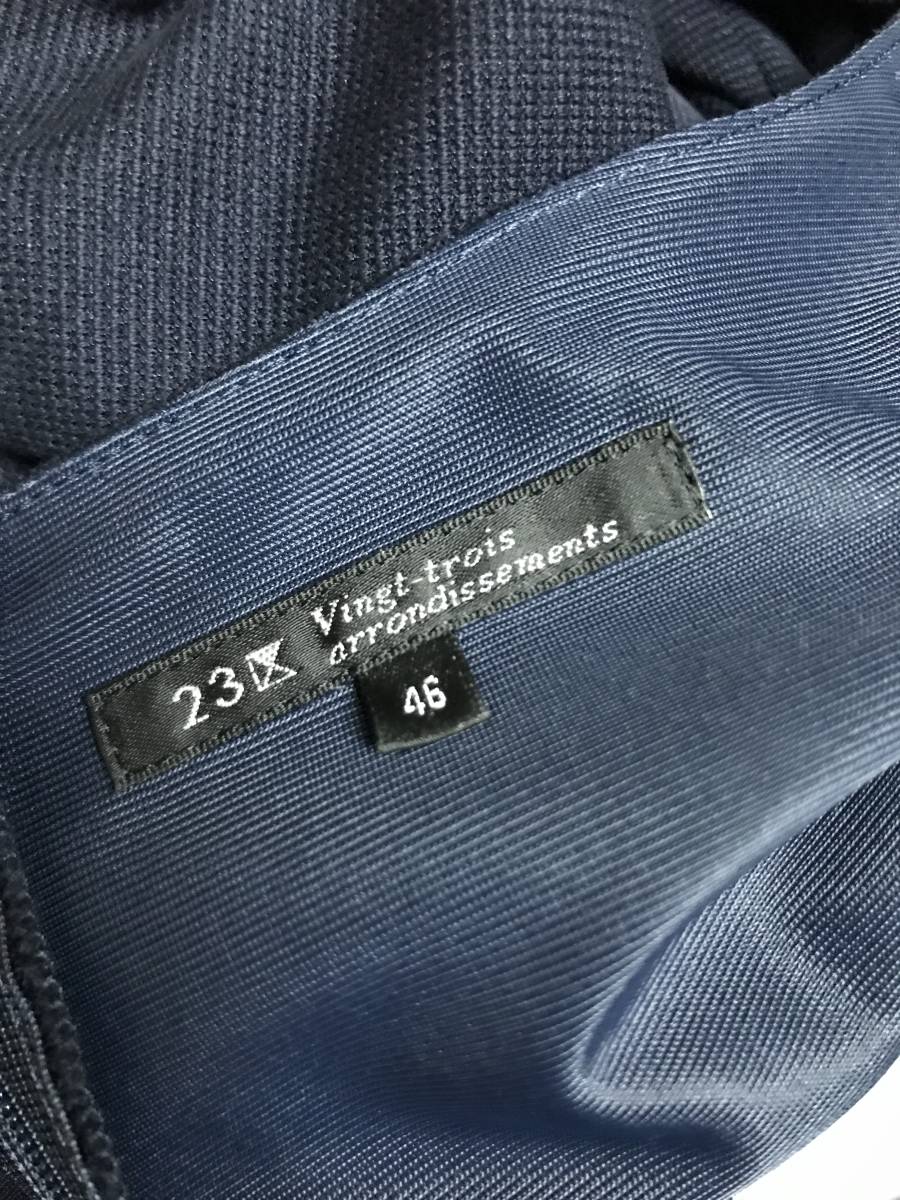 23区
Vingt-trois
arrondissements
46